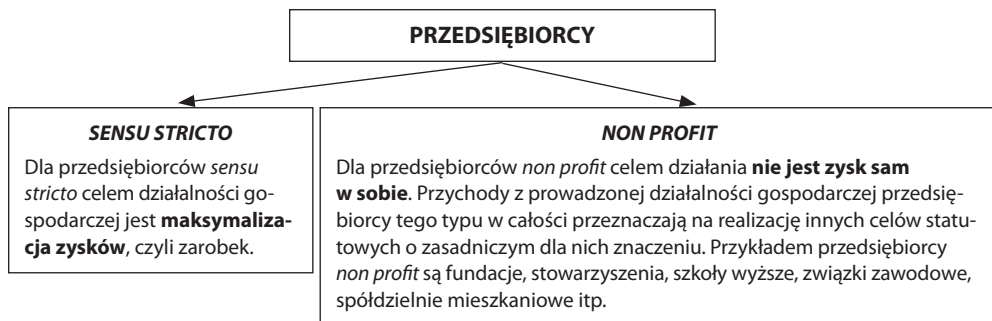 PRZEDSIĘBIORCY
SENSU STRICTO
Dla przedsiębiorców sensu
stricto celem działalności go-
spodarczej jest maksymaliza-
cja zysków, czyli zarobek.
NON PROFIT
Dla przedsiębiorców non profit celem działania nie jest zysk sam
w sobie. Przychody z prowadzonej działalności gospodarczej przedsię-
biorcy tego typu w całości przeznaczają na realizację innych celów statu-
towych o zasadniczym dla nich znaczeniu. Przykładem przedsiębiorcy
non profit są fundacje, stowarzyszenia, szkoły wyższe, związki zawodowe,
spółdzielnie mieszkaniowe itp.